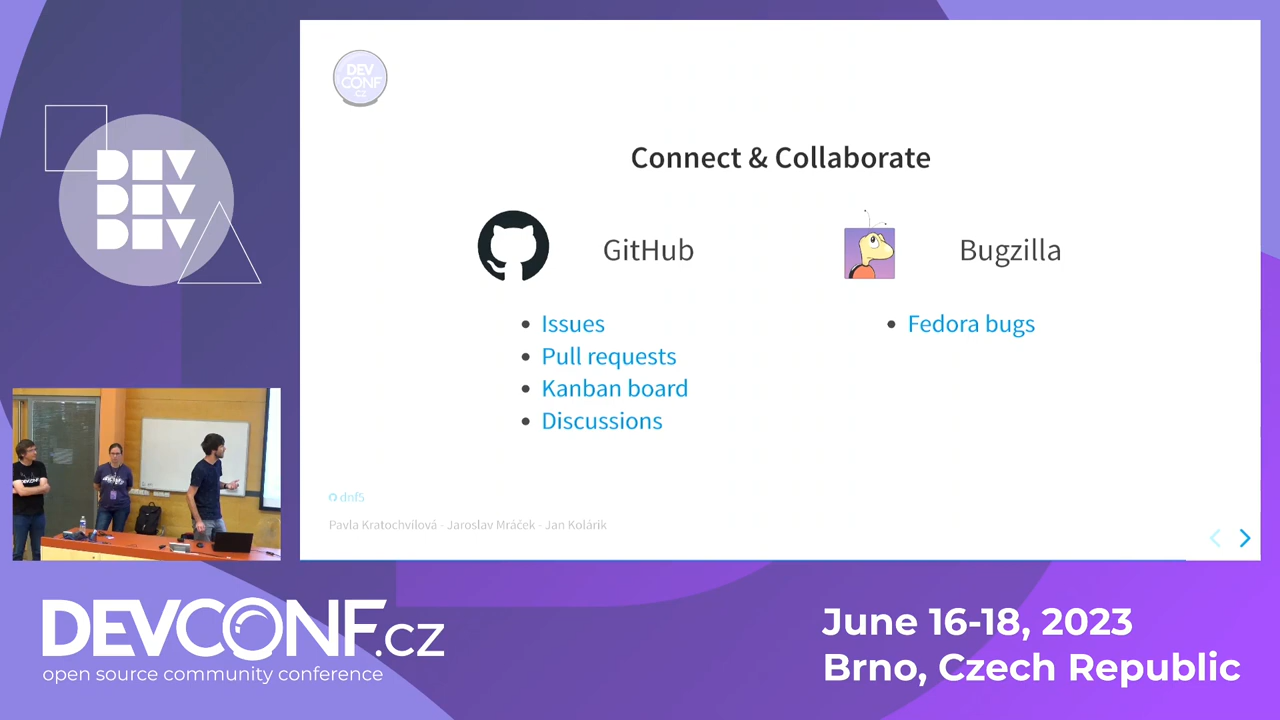 DEV
CONF
CZ
DEV
DEV
DEV
Connect & Collaborate
GitHub
Bugzilla
Issues
Pull requests
Kanban board
Discussions
Fedora bugs
dnf5
Pavla Kratochvílová - Jaroslav Mráček - Jan Kolárik
DEVCONF.cz
open source community conference
June 16-18, 2023
Brno, Czech Republic